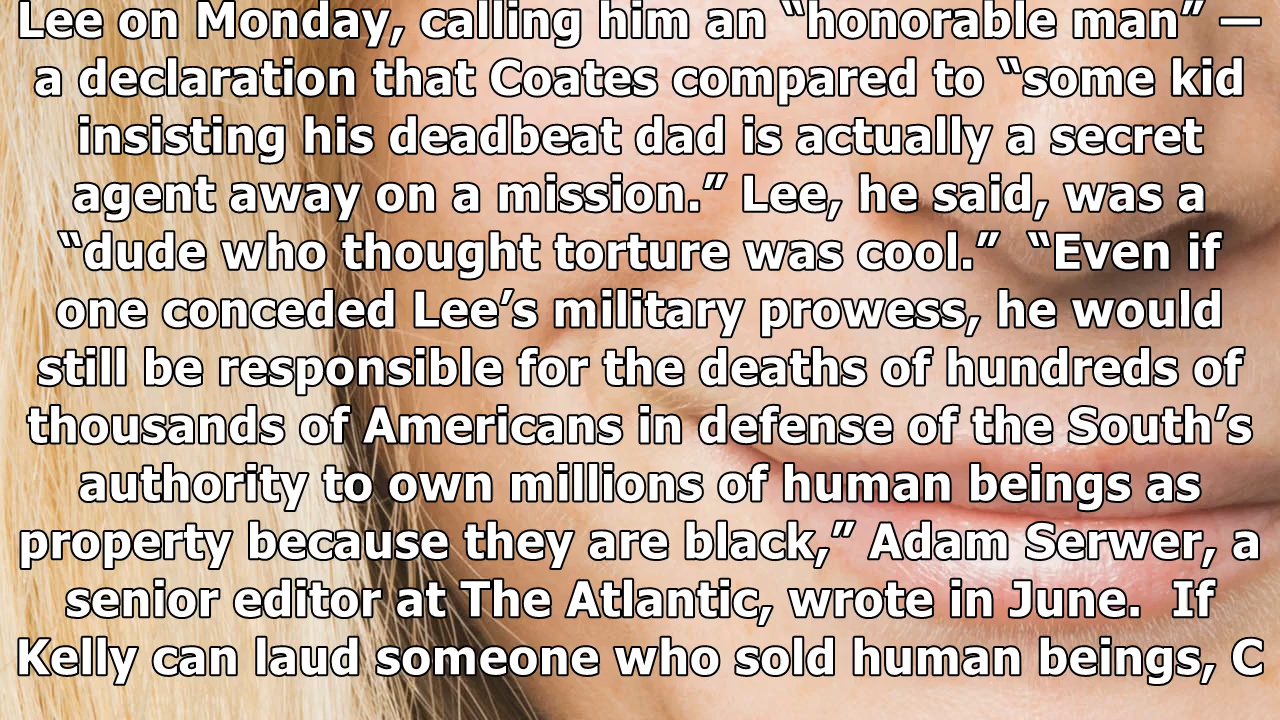 Lee on Monday, calling him an “honorable man” —
a declaration that Coates compared to “some kid
insisting his deadbeat dad is actually a secret
agent away on a mission.” Lee, he said, was a
“dude who thought torture was cool.”  “Even if
one conceded Lee’s military prowess, he would
still be responsible for the deaths of hundreds of
thousands of Americans in defense of the South’s
authority to own millions of human beings as
property because they are black,” Adam Serwer, a
senior editor at The Atlantic, wrote in June.  If
Kelly can laud someone who sold human beings, C